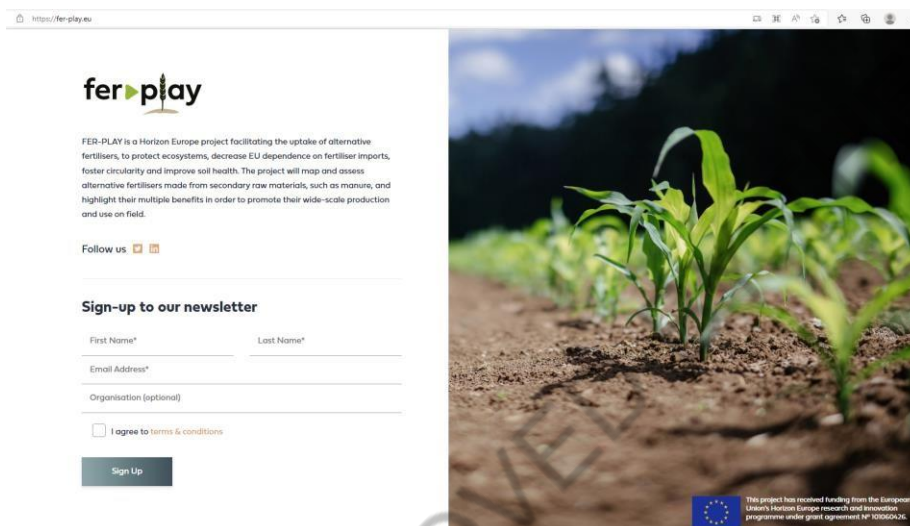 https://fer-play.eu
fer play
FER-PLAY is a Horizon Europe project facilitating the uptake of alternative
fertilisers, to protect ecosystems, decrease EU dependence on fertiliser imports,
foster circularity and improve soil health. The project will map and assess
alternative fertilisers made from secondary raw materials, such as manure, and
highlight their multiple benefits in order to promote their wide-scale production
and use on field.
Follow us
Sign-up to our newsletter
First Name* Last Name*
Email Address*
Organisation (optional)
I agree to terms & conditions
Sign Up
This project has received funding from the European
Union's Horizon Europe research and innovation
programme under grant agreement Nº 101060426.